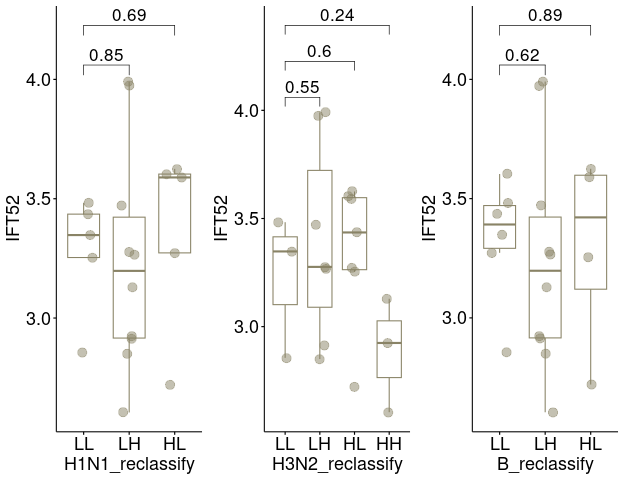 0.69
0.85
4.0
3.5
3.0
IFT52
LL LH HL
H1N1_reclassify
0.24
0.6
0.55
4.0
3.5
3.0
IFT52
LL LH HL HH
H3N2_reclassify
0.89
0.62
4.0
3.5
3.0
IFT52
LL LH HL
B_reclassify